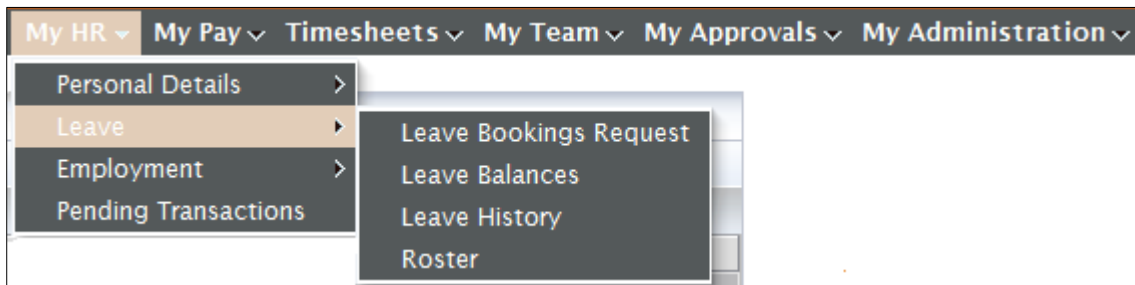 My HR My Pay Timesheets My Team My Approvals My Administration
Personal Details
Leave
Employment
Pending Transactions
Leave Bookings Request
Leave Balances
Leave History
Roster